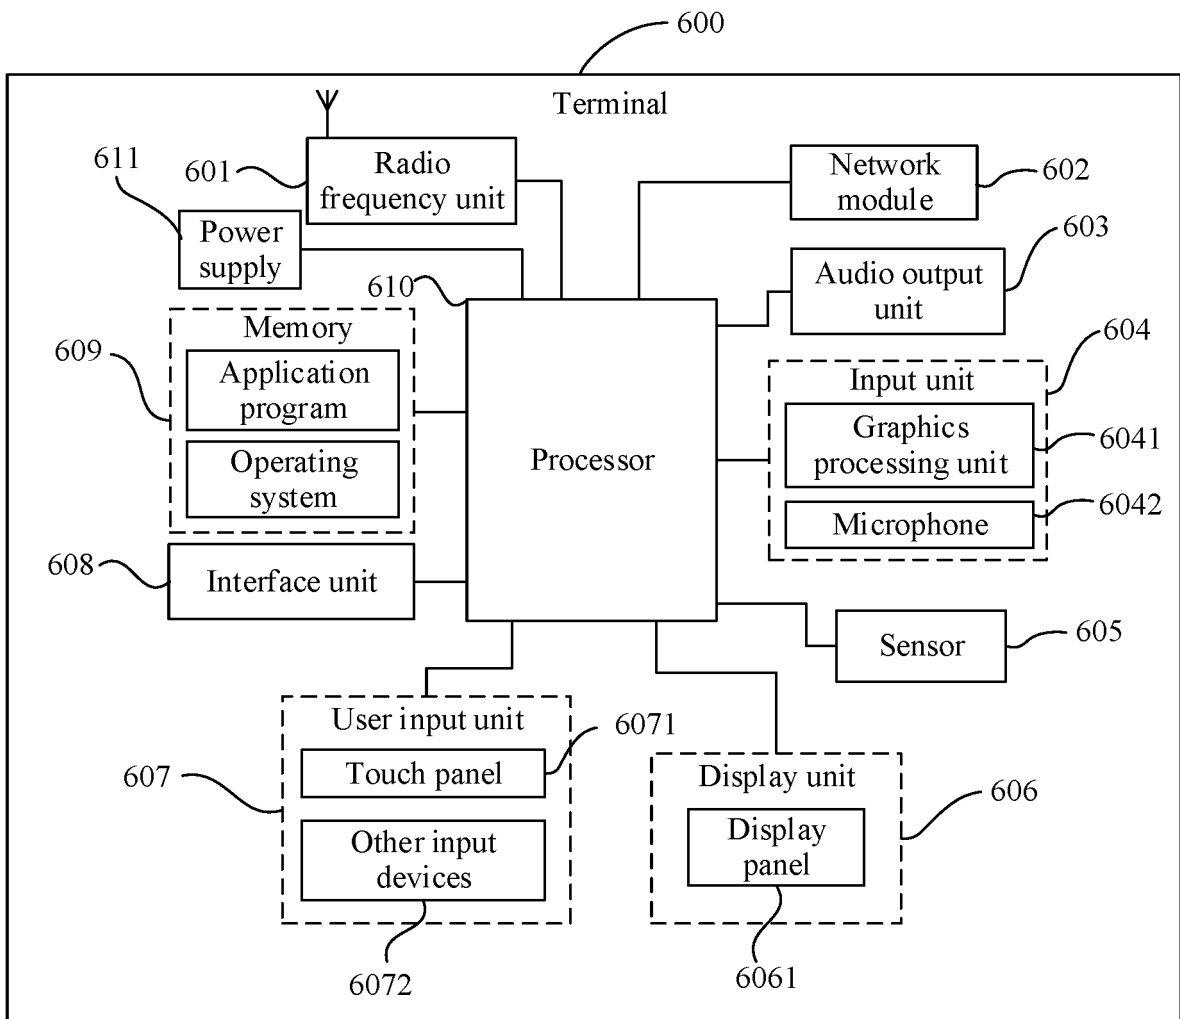 600
Terminal
611
601
Radio
frequency unit
Network
module
602
Power
supply
603
Audio output
unit
610
Memory
609
Application
program
Operating
system
604
Input unit
Graphics
processing unit
6041
Processor
Microphone
6042
608
Interface unit
Sensor
605
User input unit
6071
607
Touch panel
Other input
devices
6072
Display unit
606
Display
panel
6061